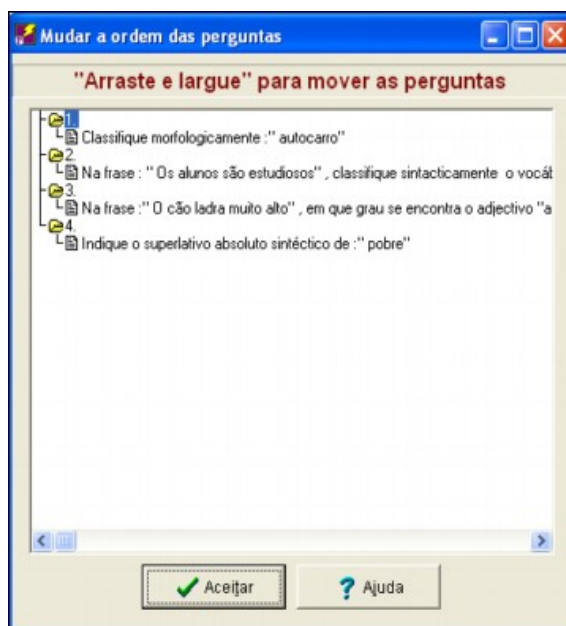 Mudar a ordem das perguntas
"Arraste e largue" para mover as perguntas
1.
Classifique morfologicamente :" autocarro"
2.
Na frase : " Os alunos são estudiosos" , classifique sintacticamente o vocáb
3.
Na frase :" O cão ladra muito alto" , em que grau se encontra o adjectivo "a
4.
Indique o superlativo absoluto sintéctico de :" pobre"
Aceitar
Ajuda